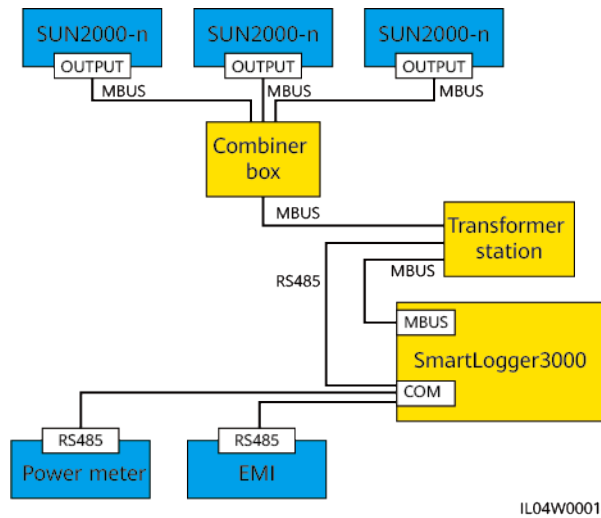 SUN2000-n
SUN2000-n
SUN2000-n
OUTPUT
OUTPUT
OUTPUT
MBUS
MBUS
MBUS
Combiner
box
MBUS
Transformer
station
MBUS
RS485
MBUS
SmartLogger3000
COM
RS485
RS485
Power meter
EMI
IL04W0001